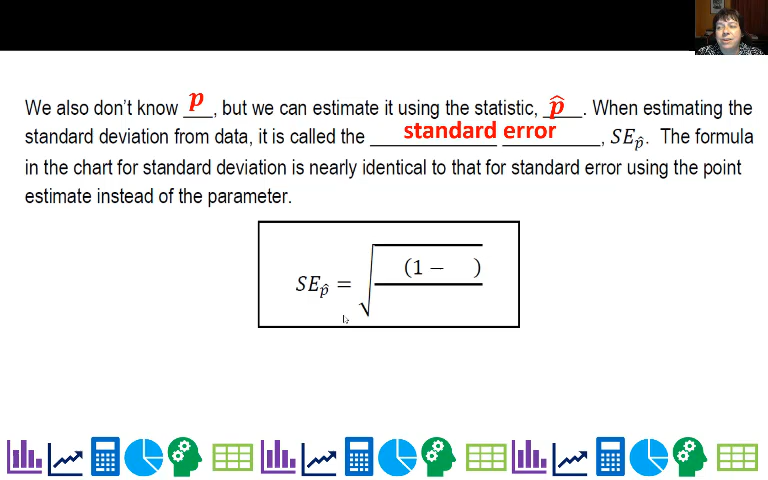 We also don't know p, but we can estimate it using the statistic, p̂. When estimating the
standard deviation from data, it is called the standard error, SE_p̂. The formula
in the chart for standard deviation is nearly identical to that for standard error using the point
estimate instead of the parameter.
SE_p̂ = √ (1 − )